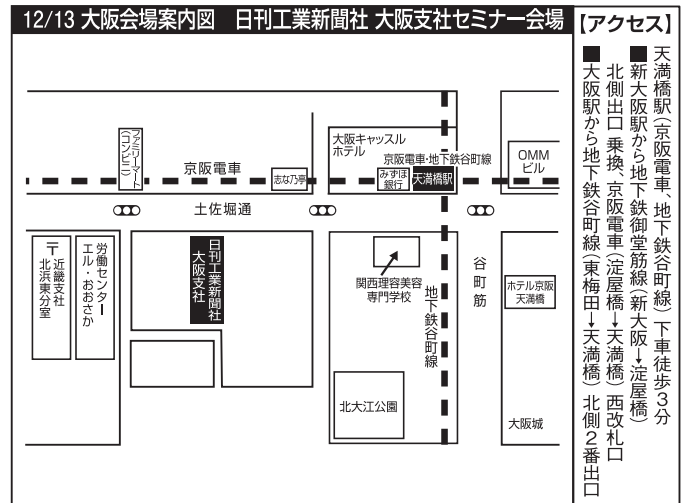 12/13 大阪会場案内図 日刊工業新聞社 大阪支社セミナー会場
【アクセス】
天満橋駅(京阪電車、地下鉄谷町線)下車徒歩3分
■新大阪駅から地下鉄御堂筋線(新大阪→淀屋橋)
北側出口 乗換、京阪電車(淀屋橋→天満橋)西改札口
■大阪駅から地下鉄谷町線(東梅田→天満橋)北側2番出口
ファミリーマート
(コンビニ)
京阪電車
志な乃亭
大阪キャッスル
ホテル
京阪電車・地下鉄谷町線
みずほ
銀行
天満橋駅
OMM
ビル
土佐堀通
〒
近畿支社
北浜東分室
労働センター
エル・おおさか
日刊工業新聞社
大阪支社
関西理容美容
専門学校
地下鉄谷町線
谷町筋
ホテル京阪
天満橋
北大江公園
大阪城